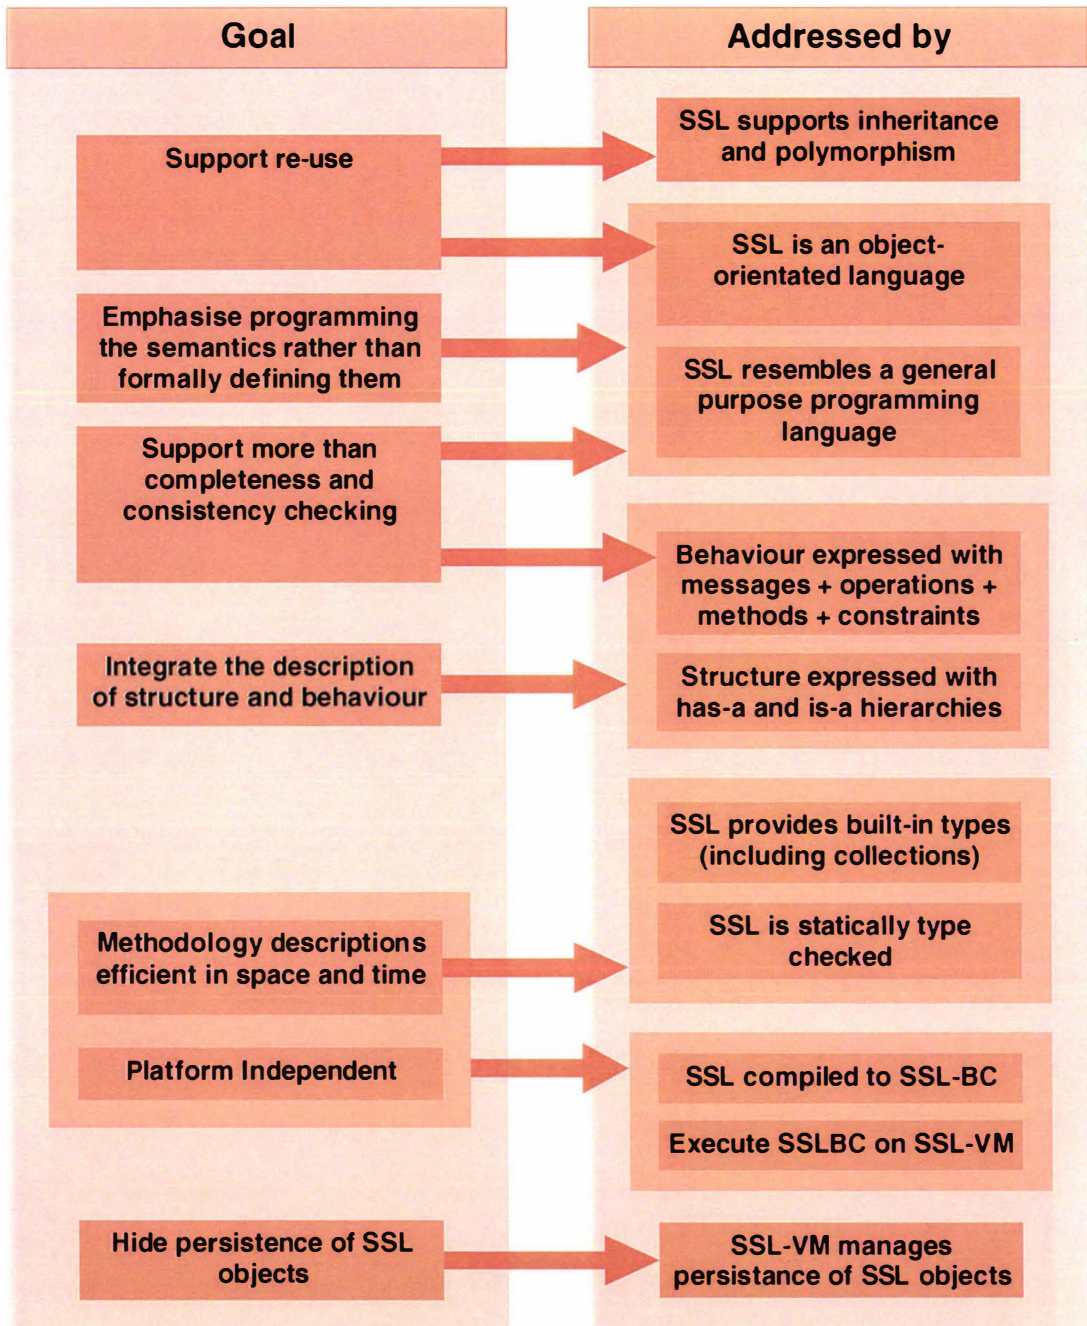 Goal
Addressed by
Support re-use
SSL supports inheritance
and polymorphism
SSL is an object-
orientated language
Emphasise programming
the semantics rather than
formally defining them
SSL resembles a general
purpose programming
language
Support more than
completeness and
consistency checking
Behaviour expressed with
messages + operations +
methods + constraints
Integrate the description
of structure and behaviour
Structure expressed with
has-a and is-a hierarchies
SSL provides built-in types
(including collections)
SSL is statically type
checked
Methodology descriptions
efficient in space and time
Platform Independent
SSL compiled to SSL-BC
Execute SSLBC on SSL-VM
Hide persistence of SSL
objects
SSL-VM manages
persistance of SSL objects